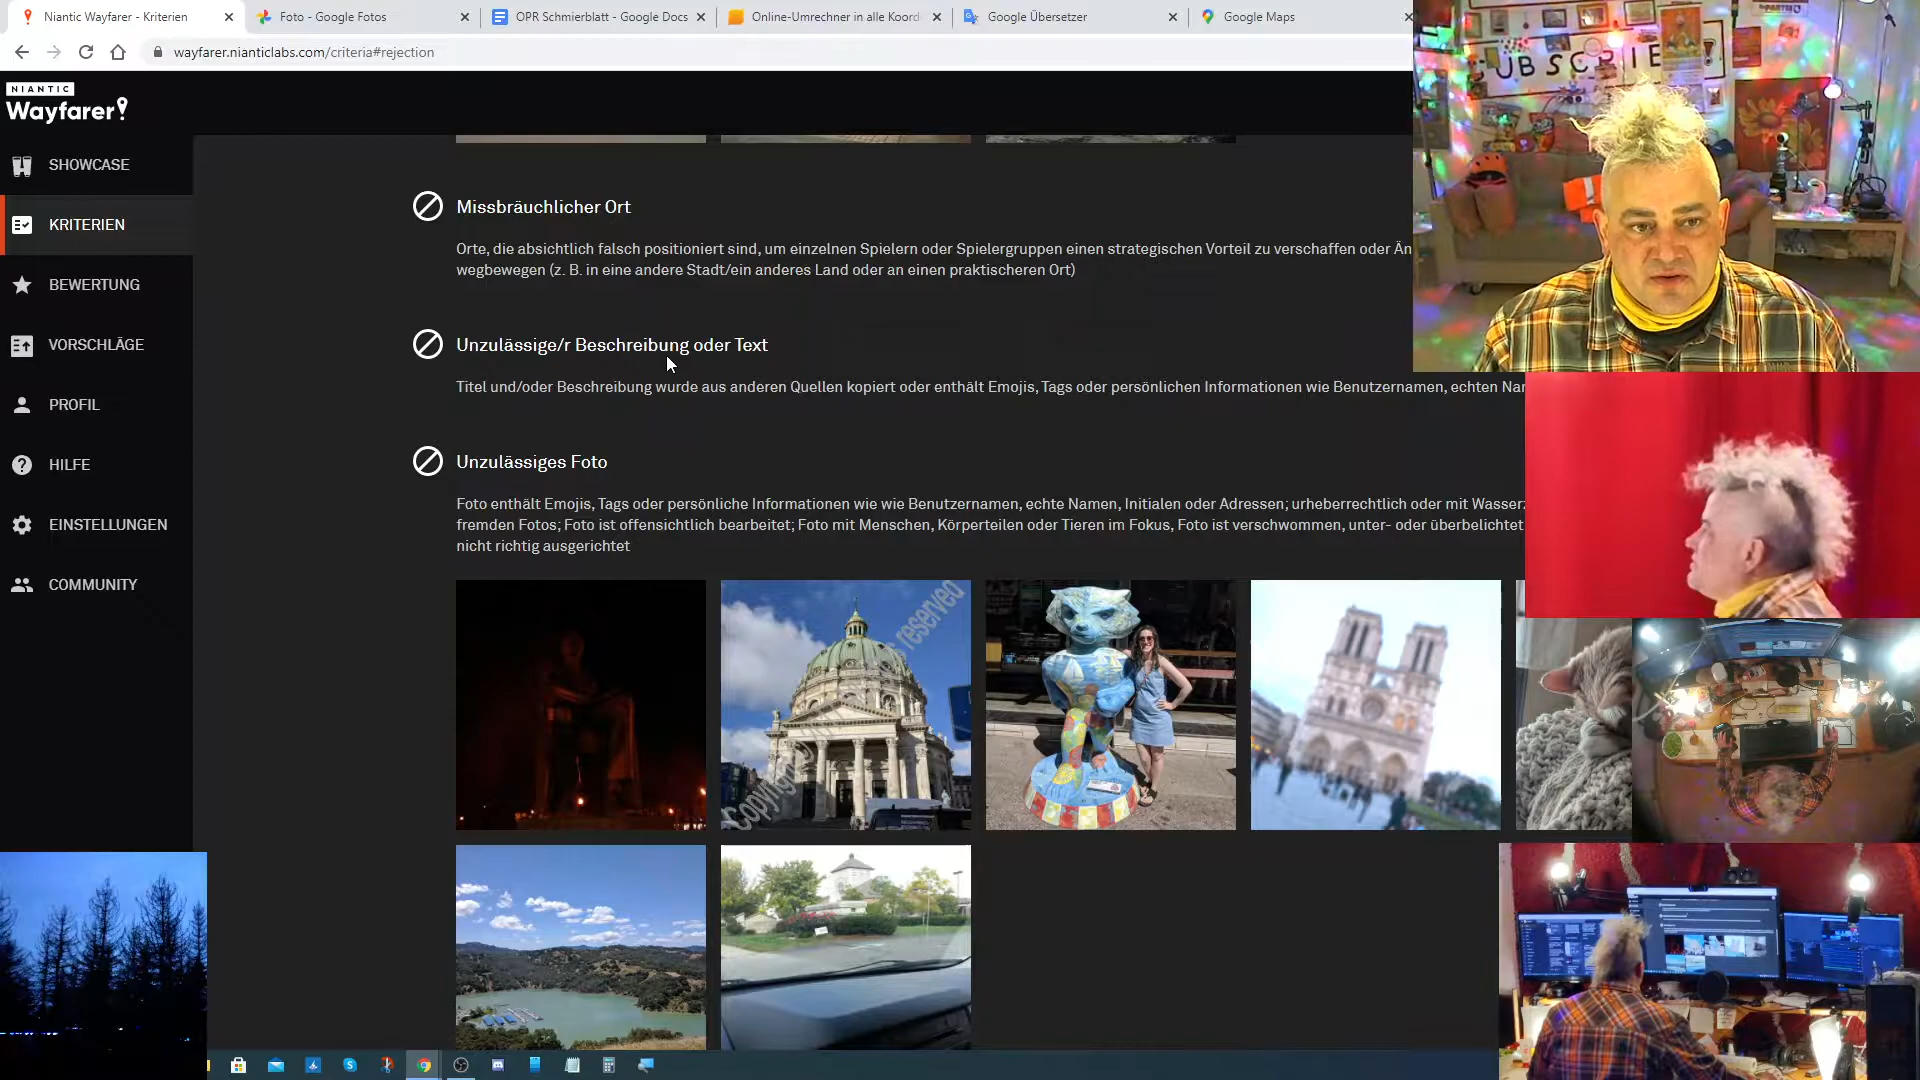 Niantic Wayfarer - Kriterien
Foto - Google Fotos
OPR Schmierblatt - Google Docs
Online-Umrechner in alle Koord
Google Übersetzer
Google Maps
wayfarer.nianticlabs.com/criteria#rejection
NIANTIC
Wayfarer
SHOWCASE
KRITERIEN
BEWERTUNG
VORSCHLÄGE
PROFIL
HILFE
EINSTELLUNGEN
COMMUNITY
Missbräuchlicher Ort
Orte, die absichtlich falsch positioniert sind, um einzelnen Spielern oder Spielergruppen einen strategischen Vorteil zu verschaffen oder Än
wegbewegen (z. B. in eine andere Stadt/ein anderes Land oder an einen praktischeren Ort)
Unzulässige/r Beschreibung oder Text
Titel und/oder Beschreibung wurde aus anderen Quellen kopiert oder enthält Emojis, Tags oder persönlichen Informationen wie Benutzernamen, echten Nar
Unzulässiges Foto
Foto enthält Emojis, Tags oder persönliche Informationen wie wie Benutzernamen, echte Namen, Initialen oder Adressen; urheberrechtlich oder mit Wasserz
fremden Fotos; Foto ist offensichtlich bearbeitet; Foto mit Menschen, Körperteilen oder Tieren im Fokus, Foto ist verschwommen, unter- oder überbelichtet
nicht richtig ausgerichtet
Copyright
reserved
UBSCRIE